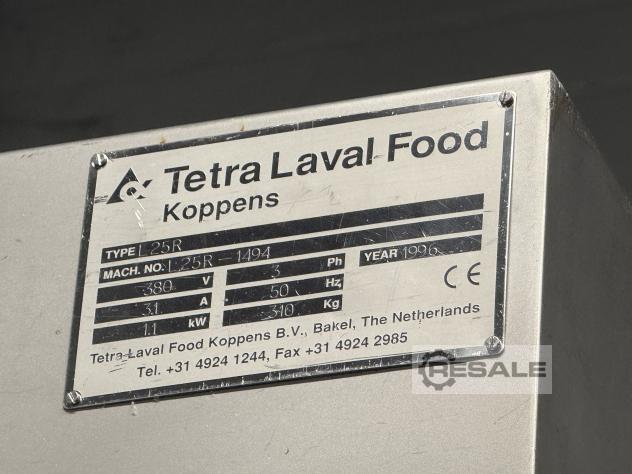 Tetra Laval Food
Koppens
TYPE L25R
MACH. NO. L25R-1494
380 V 3 Ph YEAR 1996
3.1 A 50 Hz
1.1 kW 310 Kg
CE
Tetra Laval Food Koppens B.V., Bakel, The Netherlands
Tel. +31 4924 1244, Fax +31 4924 2985
RESALE